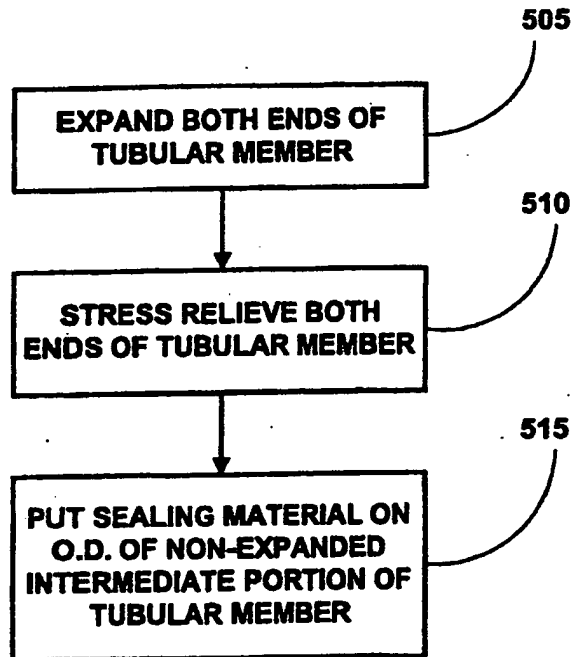 505
EXPAND BOTH ENDS OF
TUBULAR MEMBER
510
STRESS RELIEVE BOTH
ENDS OF TUBULAR MEMBER
515
PUT SEALING MATERIAL ON
O.D. OF NON-EXPANDED
INTERMEDIATE PORTION OF
TUBULAR MEMBER